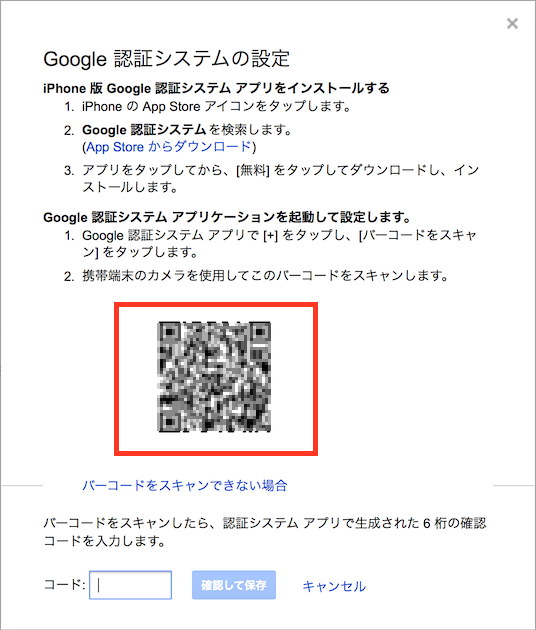 Google 認証システムの設定
iPhone 版 Google 認証システム アプリをインストールする
1. iPhone の App Store アイコンをタップします。
2. Google 認証システムを検索します。
(App Store からダウンロード)
3. アプリをタップしてから、[無料] をタップしてダウンロードし、イン
ストールします。
Google 認証システム アプリケーションを起動して設定します。
1. Google 認証システム アプリで [+] をタップし、[バーコードをスキャ
ン] をタップします。
2. 携帯端末のカメラを使用してこのバーコードをスキャンします。
バーコードをスキャンできない場合
バーコードをスキャンしたら、認証システム アプリで生成された 6 桁の確認
コードを入力します。
コード: 確認して保存 キャンセル